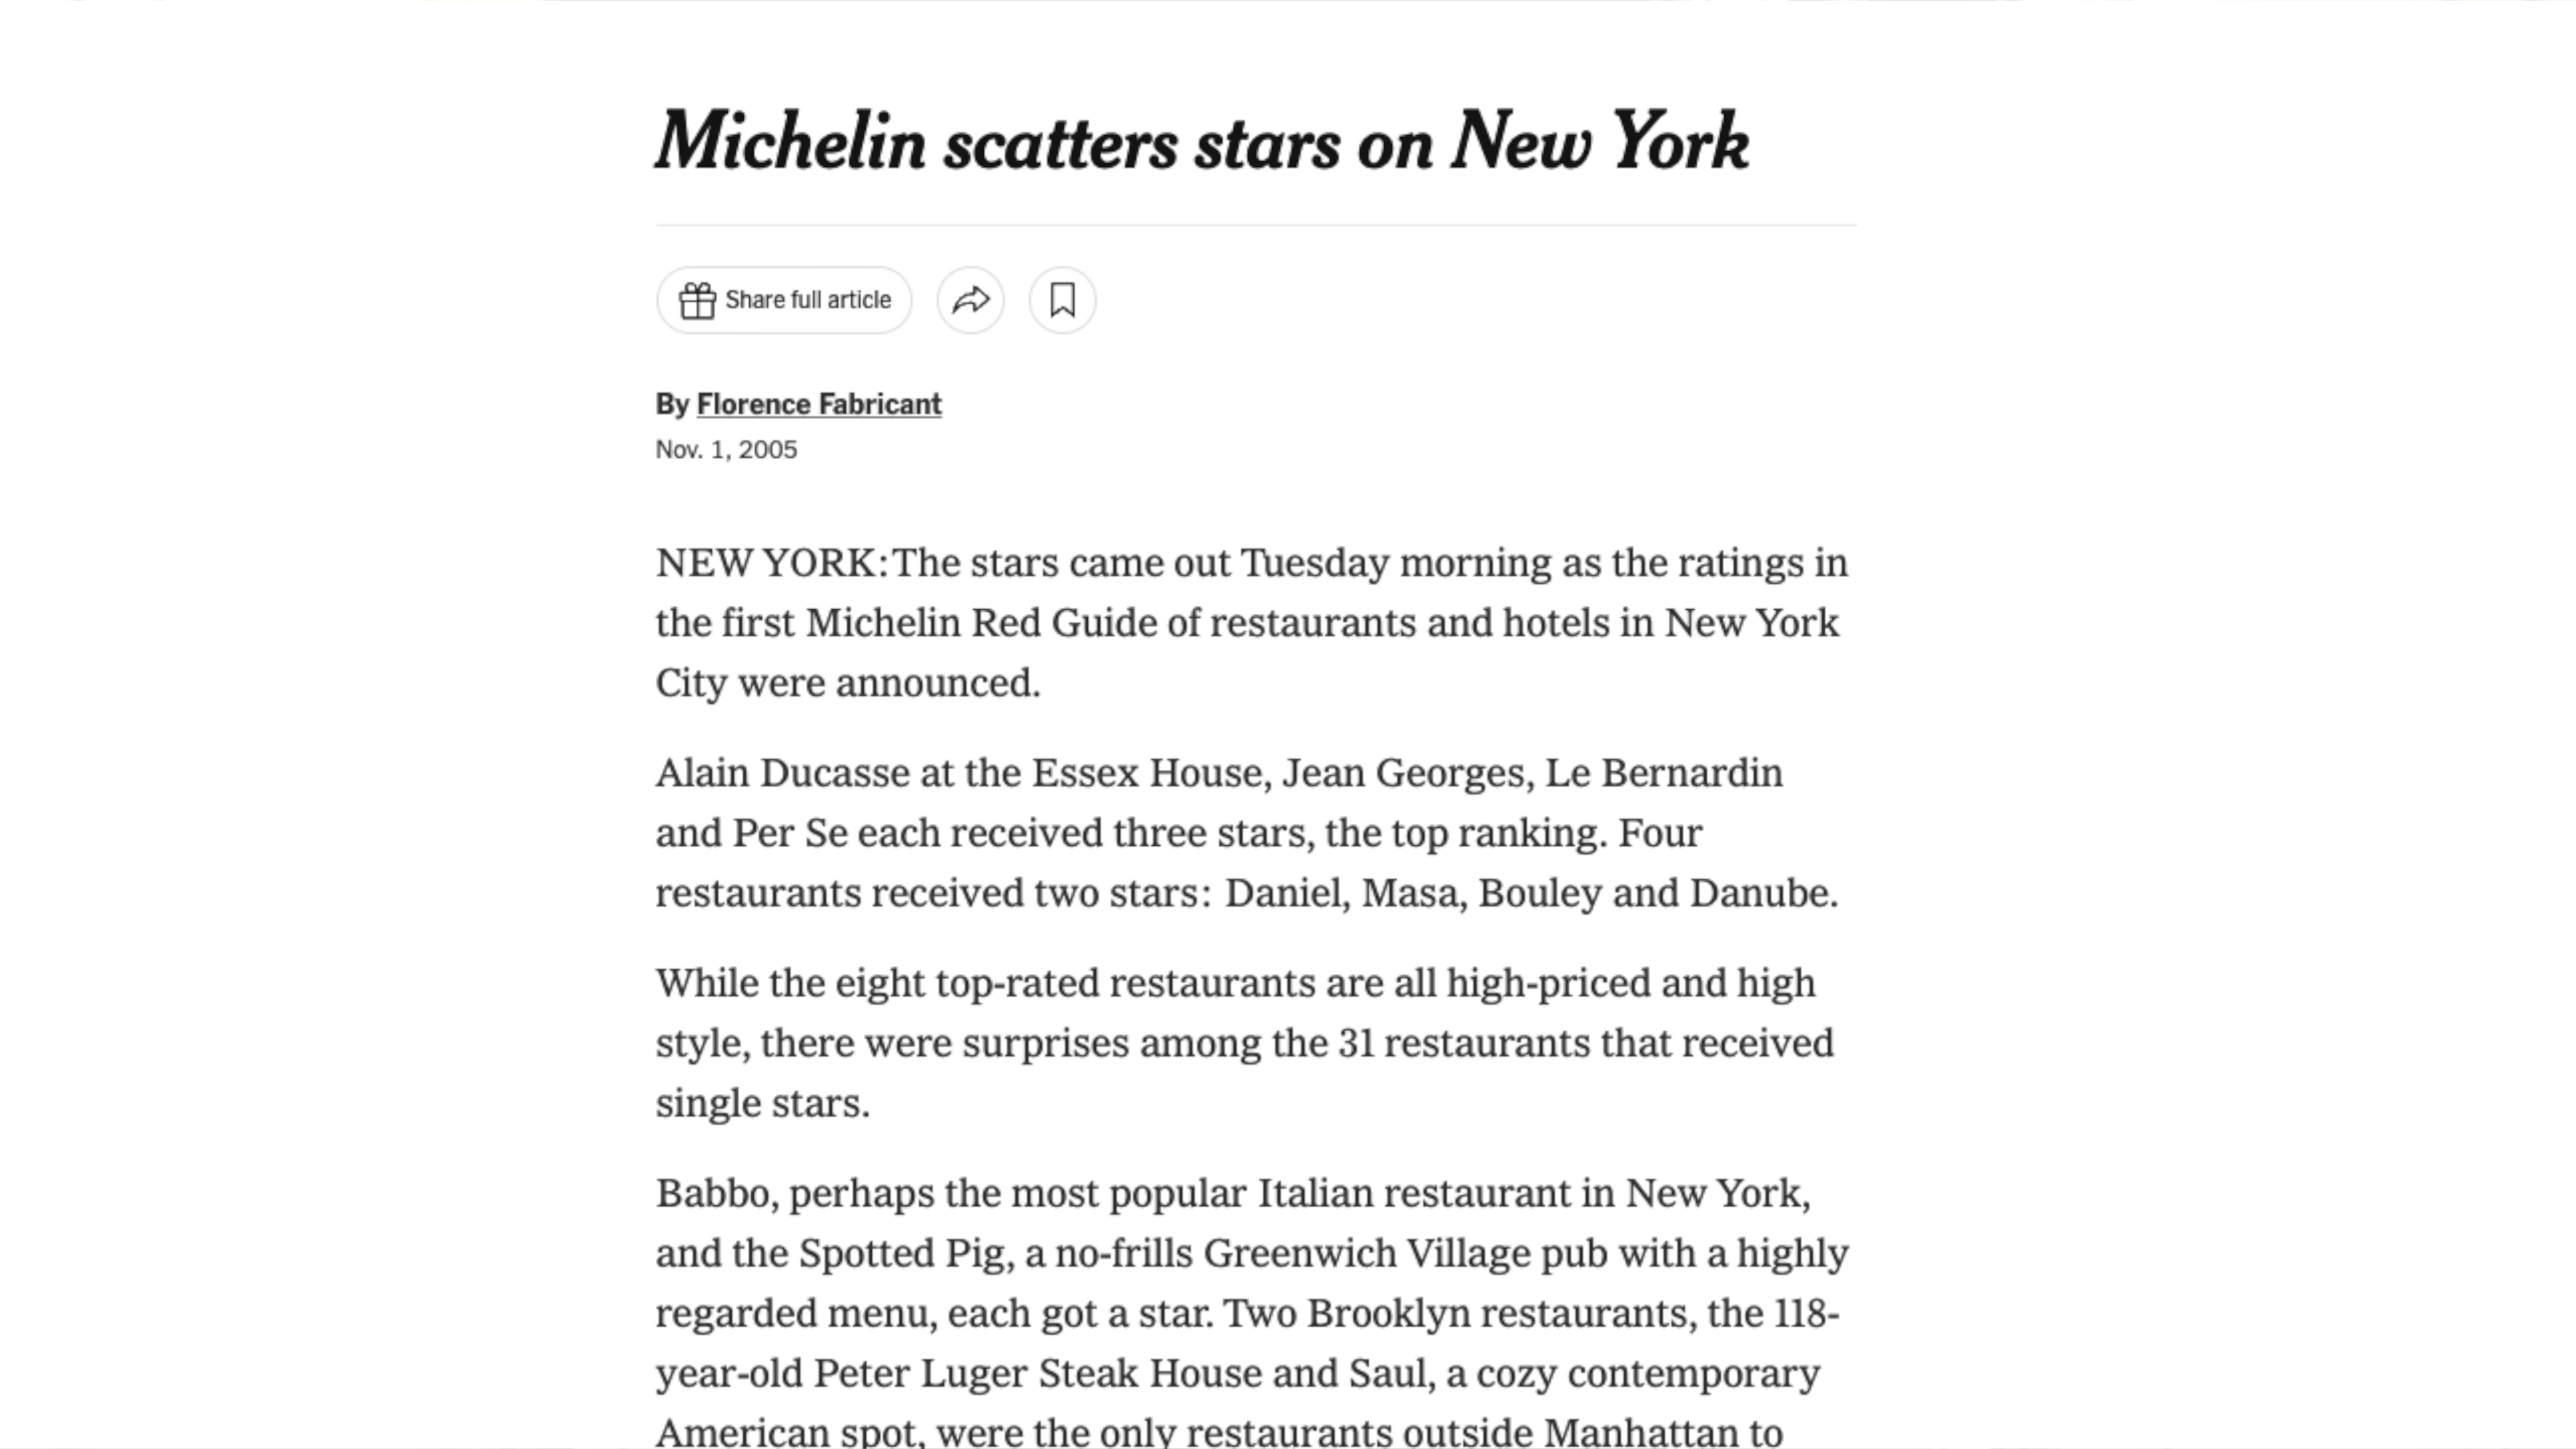 Michelin scatters stars on New York
Share full article
By Florence Fabricant
Nov. 1, 2005
NEW YORK:The stars came out Tuesday morning as the ratings in
the first Michelin Red Guide of restaurants and hotels in New York
City were announced.
Alain Ducasse at the Essex House, Jean Georges, Le Bernardin
and Per Se each received three stars, the top ranking. Four
restaurants received two stars: Daniel, Masa, Bouley and Danube.
While the eight top-rated restaurants are all high-priced and high
style, there were surprises among the 31 restaurants that received
single stars.
Babbo, perhaps the most popular Italian restaurant in New York,
and the Spotted Pig, a no-frills Greenwich Village pub with a highly
regarded menu, each got a star. Two Brooklyn restaurants, the 118-
year-old Peter Luger Steak House and Saul, a cozy contemporary
American spot, were the only restaurants outside Manhattan to